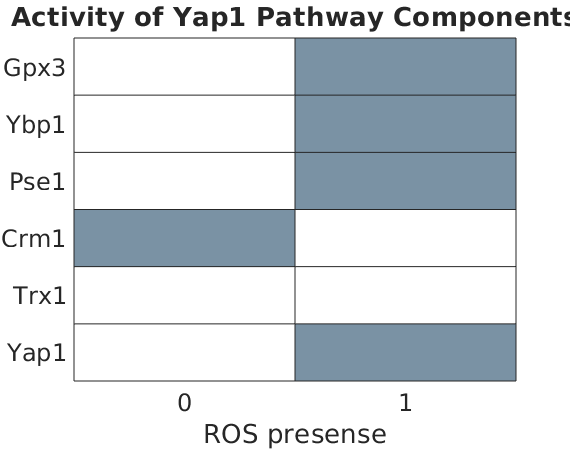 Activity of Yap1 Pathway Components
Gpx3
Ybp1
Pse1
Crm1
Trx1
Yap1
0 1
ROS presense